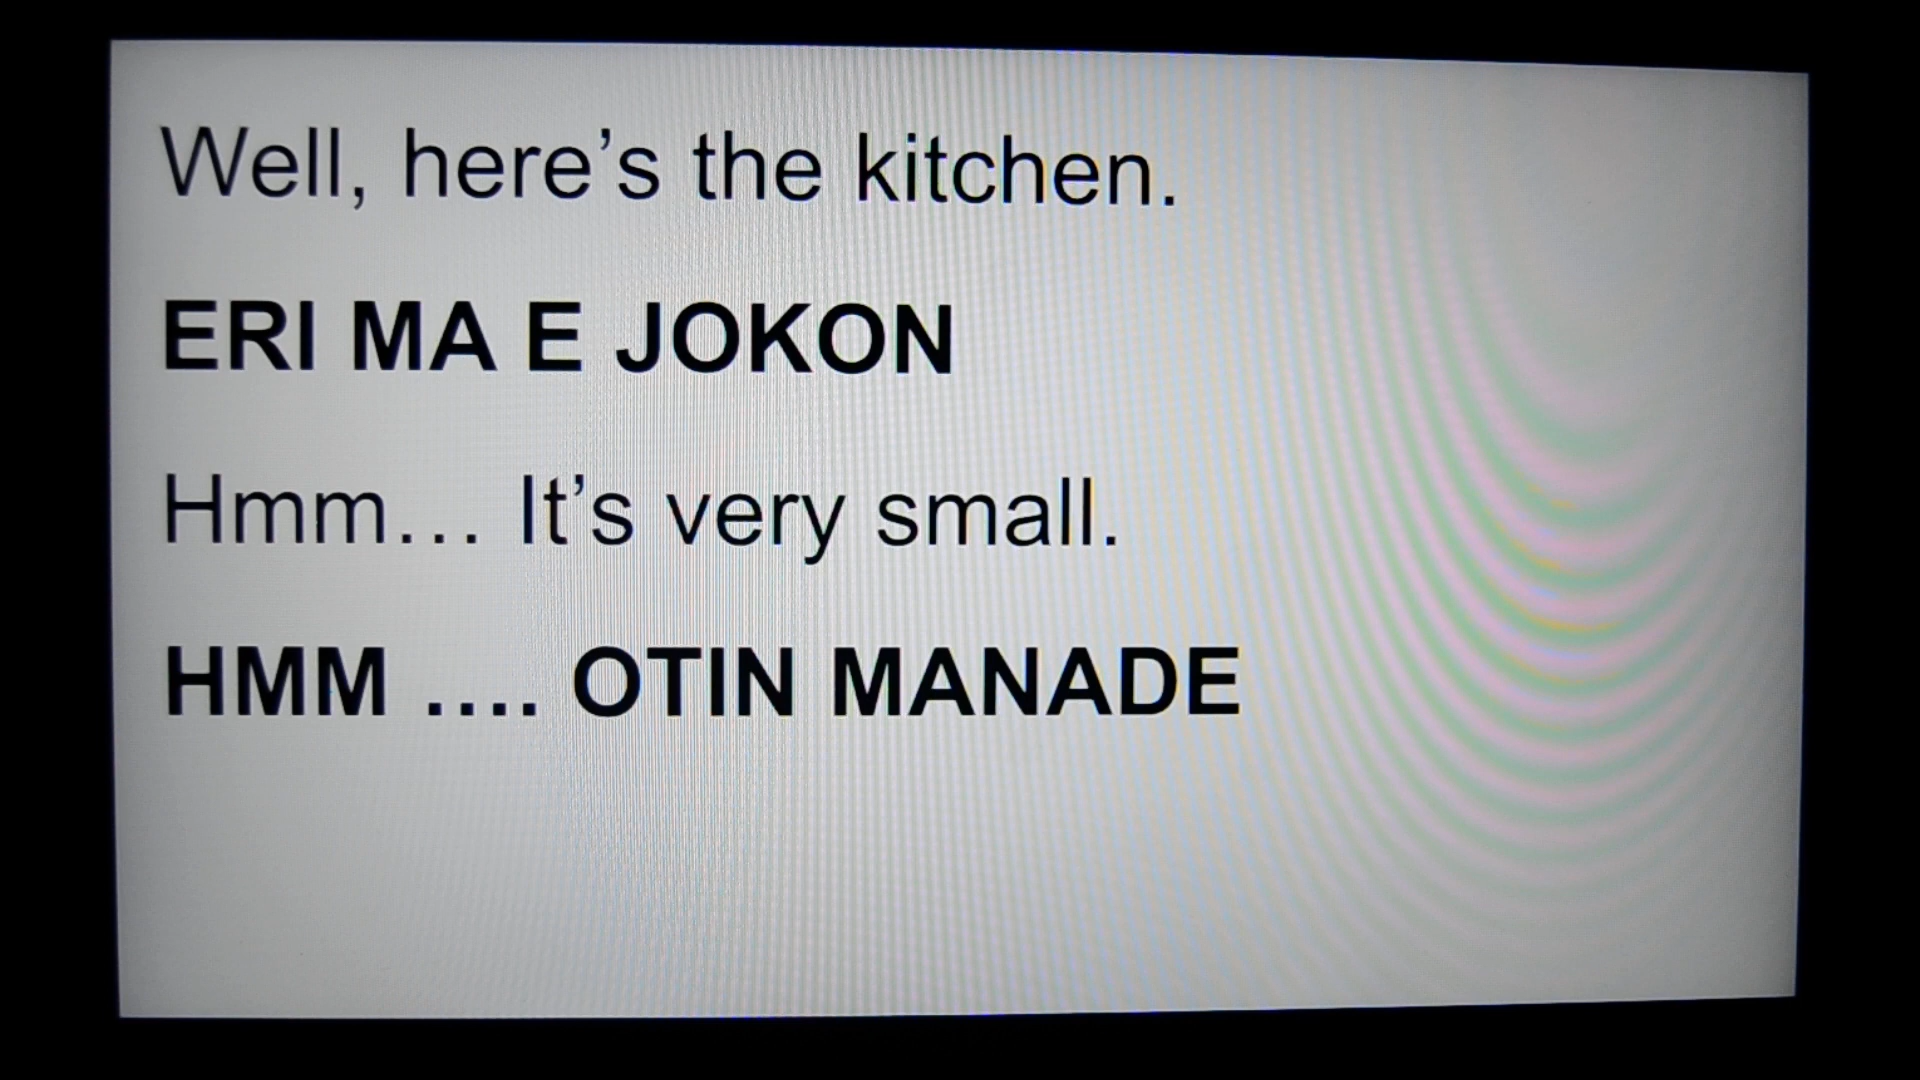 Well, here’s the kitchen.
ERI MA E JOKON
Hmm… It’s very small.
HMM .... OTIN MANADE